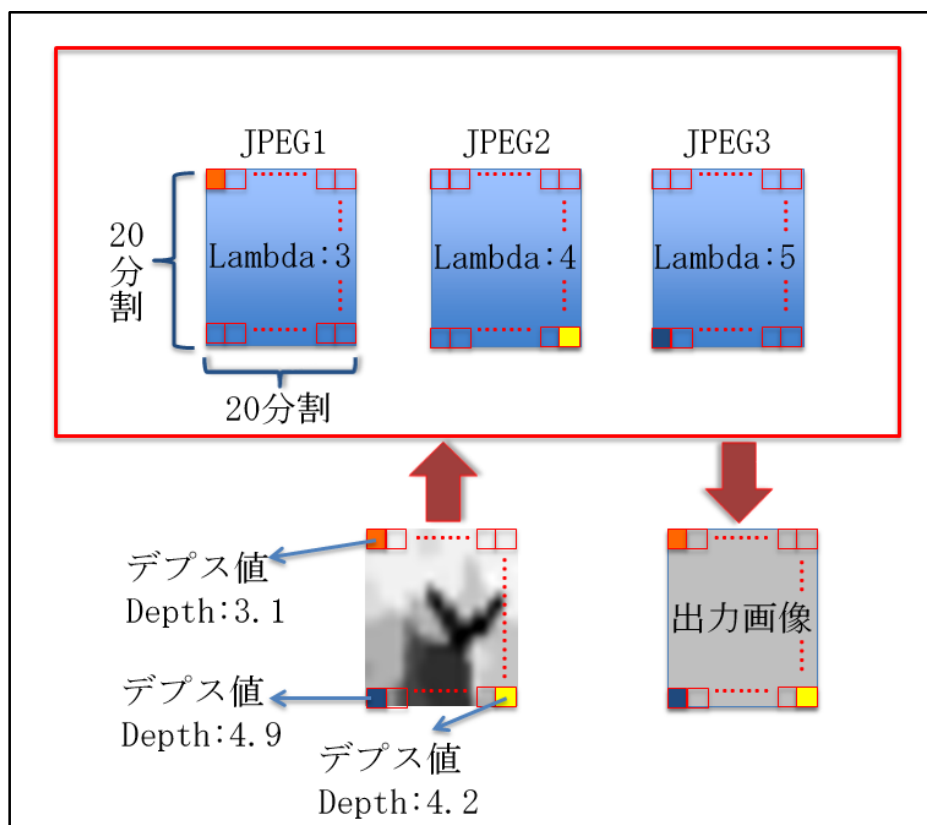 JPEG1
JPEG2
JPEG3
20
分
割
Lambda:3
Lambda:4
Lambda:5
20分割
デプス値
Depth:3.1
デプス値
Depth:4.9
デプス値
Depth:4.2
出力画像